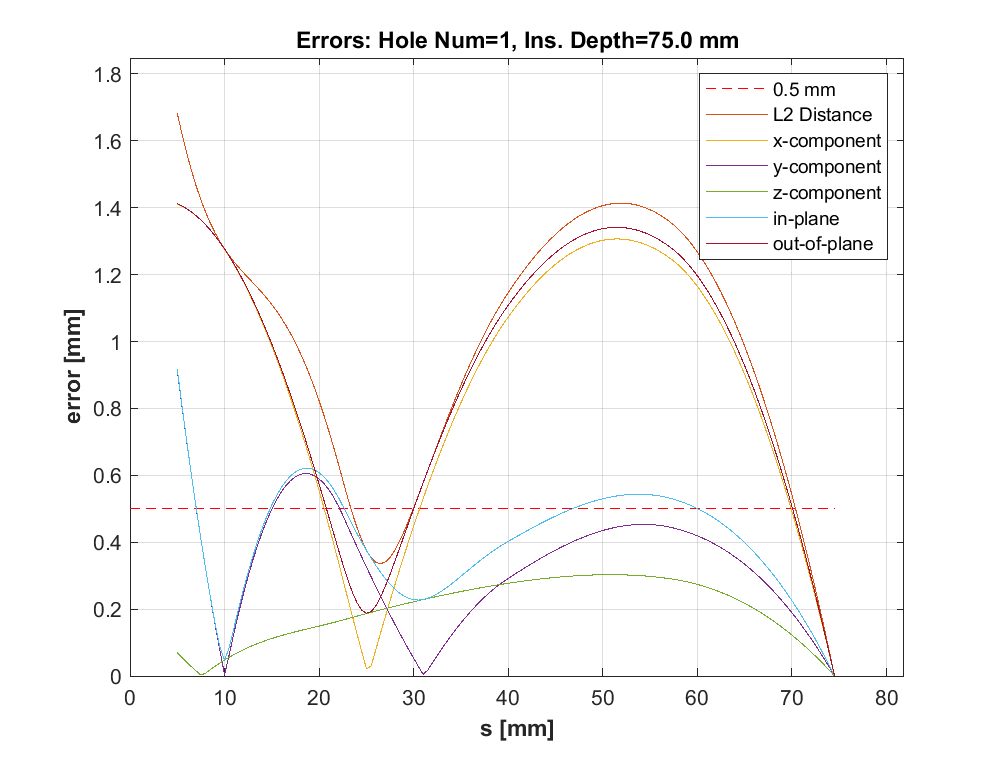 Errors: Hole Num=1, Ins. Depth=75.0 mm
1.8
1.6
1.4
1.2
1
0.8
0.6
0.4
0.2
0
error [mm]
0.5 mm
L2 Distance
x-component
y-component
z-component
in-plane
out-of-plane
0 10 20 30 40 50 60 70 80
s [mm]